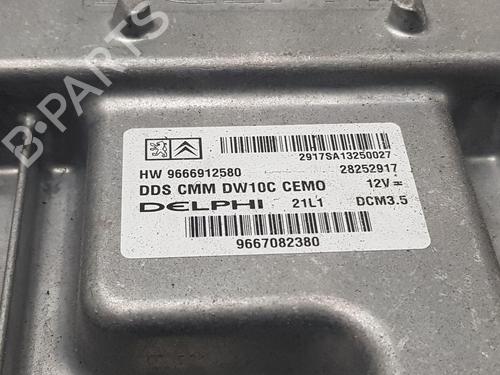 B-PARTS
2917SA13250027
HW 9666912580 28252917
DDS CMM DW10C CEMO 12V
DELPHI 21L1 DCM3.5
9667082380